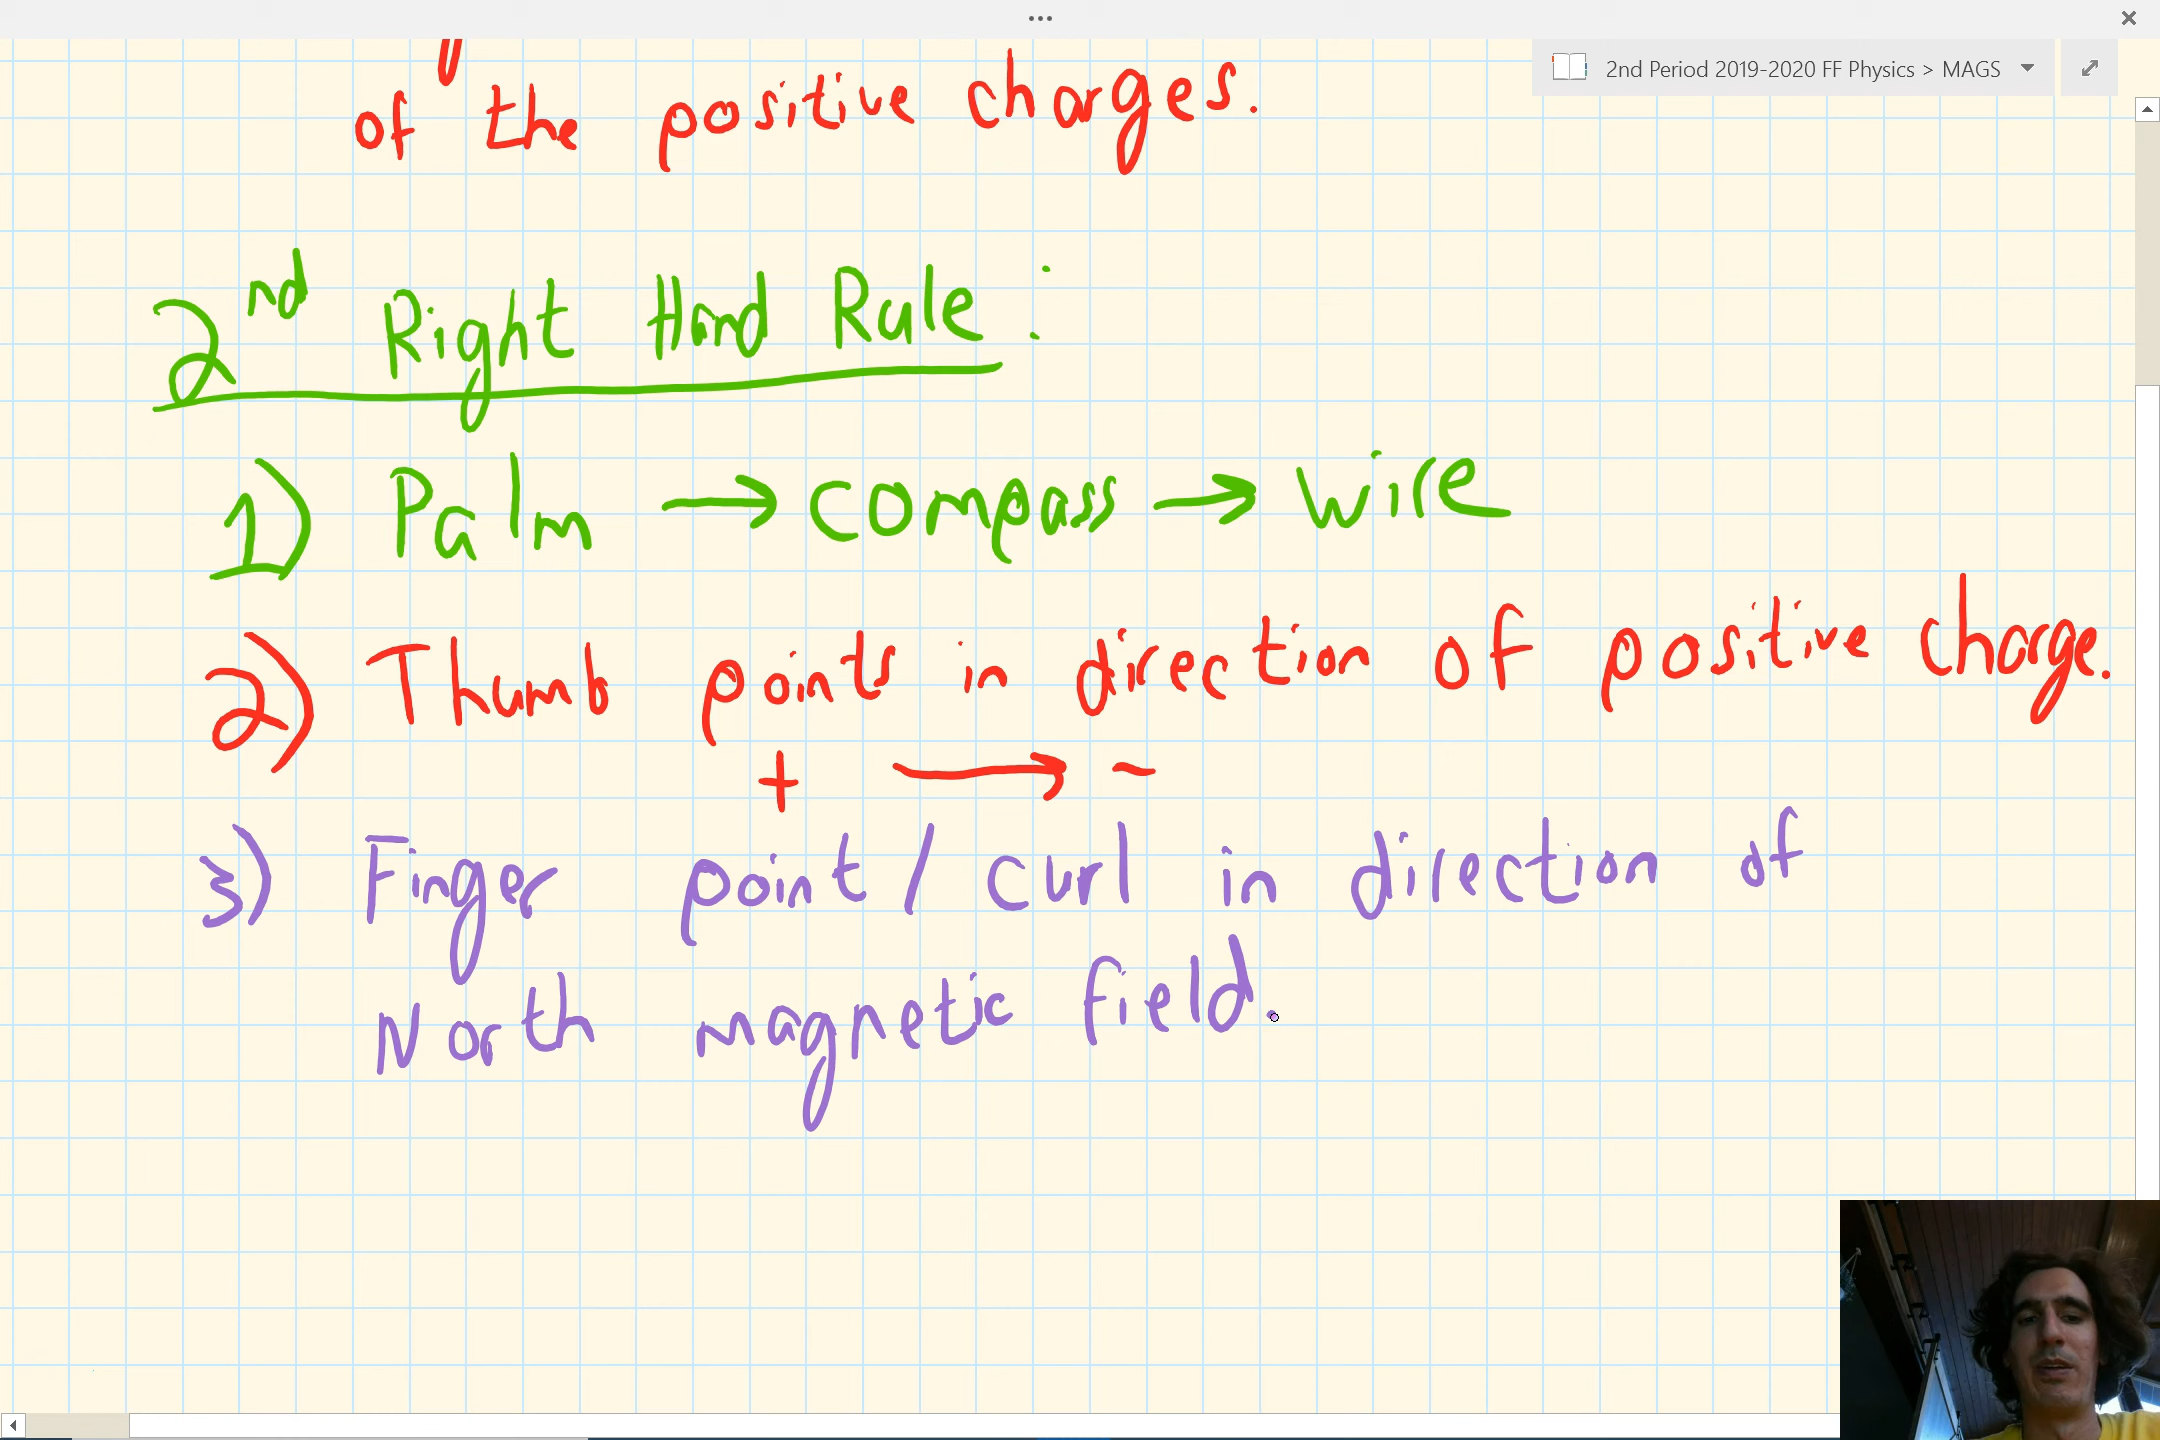 2nd Period 2019-2020 FF Physics > MAGS
of the positive charges.
2nd Right Hand Rule:
1) Palm → compass → wire
2) Thumb points in direction of positive charge.
+ → -
3) Finger point / curl in direction of
North magnetic field.